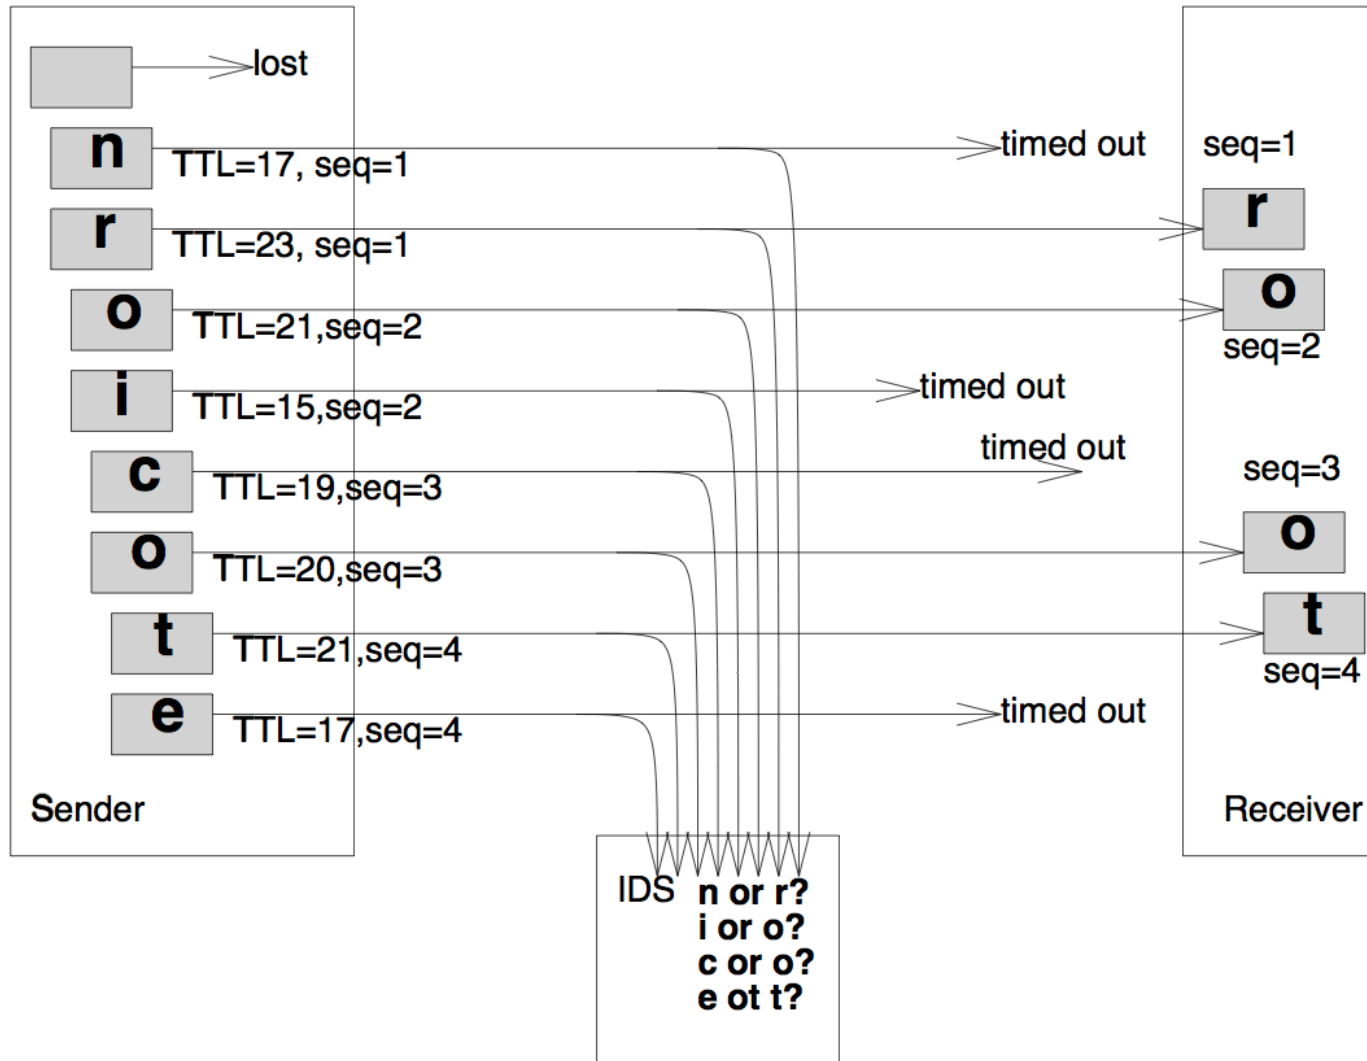 lost
n
TTL=17, seq=1
timed out
seq=1
r
TTL=23, seq=1
r
o
TTL=21,seq=2
o
seq=2
i
TTL=15,seq=2
timed out
c
TTL=19,seq=3
timed out
seq=3
o
TTL=20,seq=3
o
t
TTL=21,seq=4
t
seq=4
e
TTL=17,seq=4
timed out
Sender
Receiver
IDS
n or r?
i or o?
c or o?
e ot t?